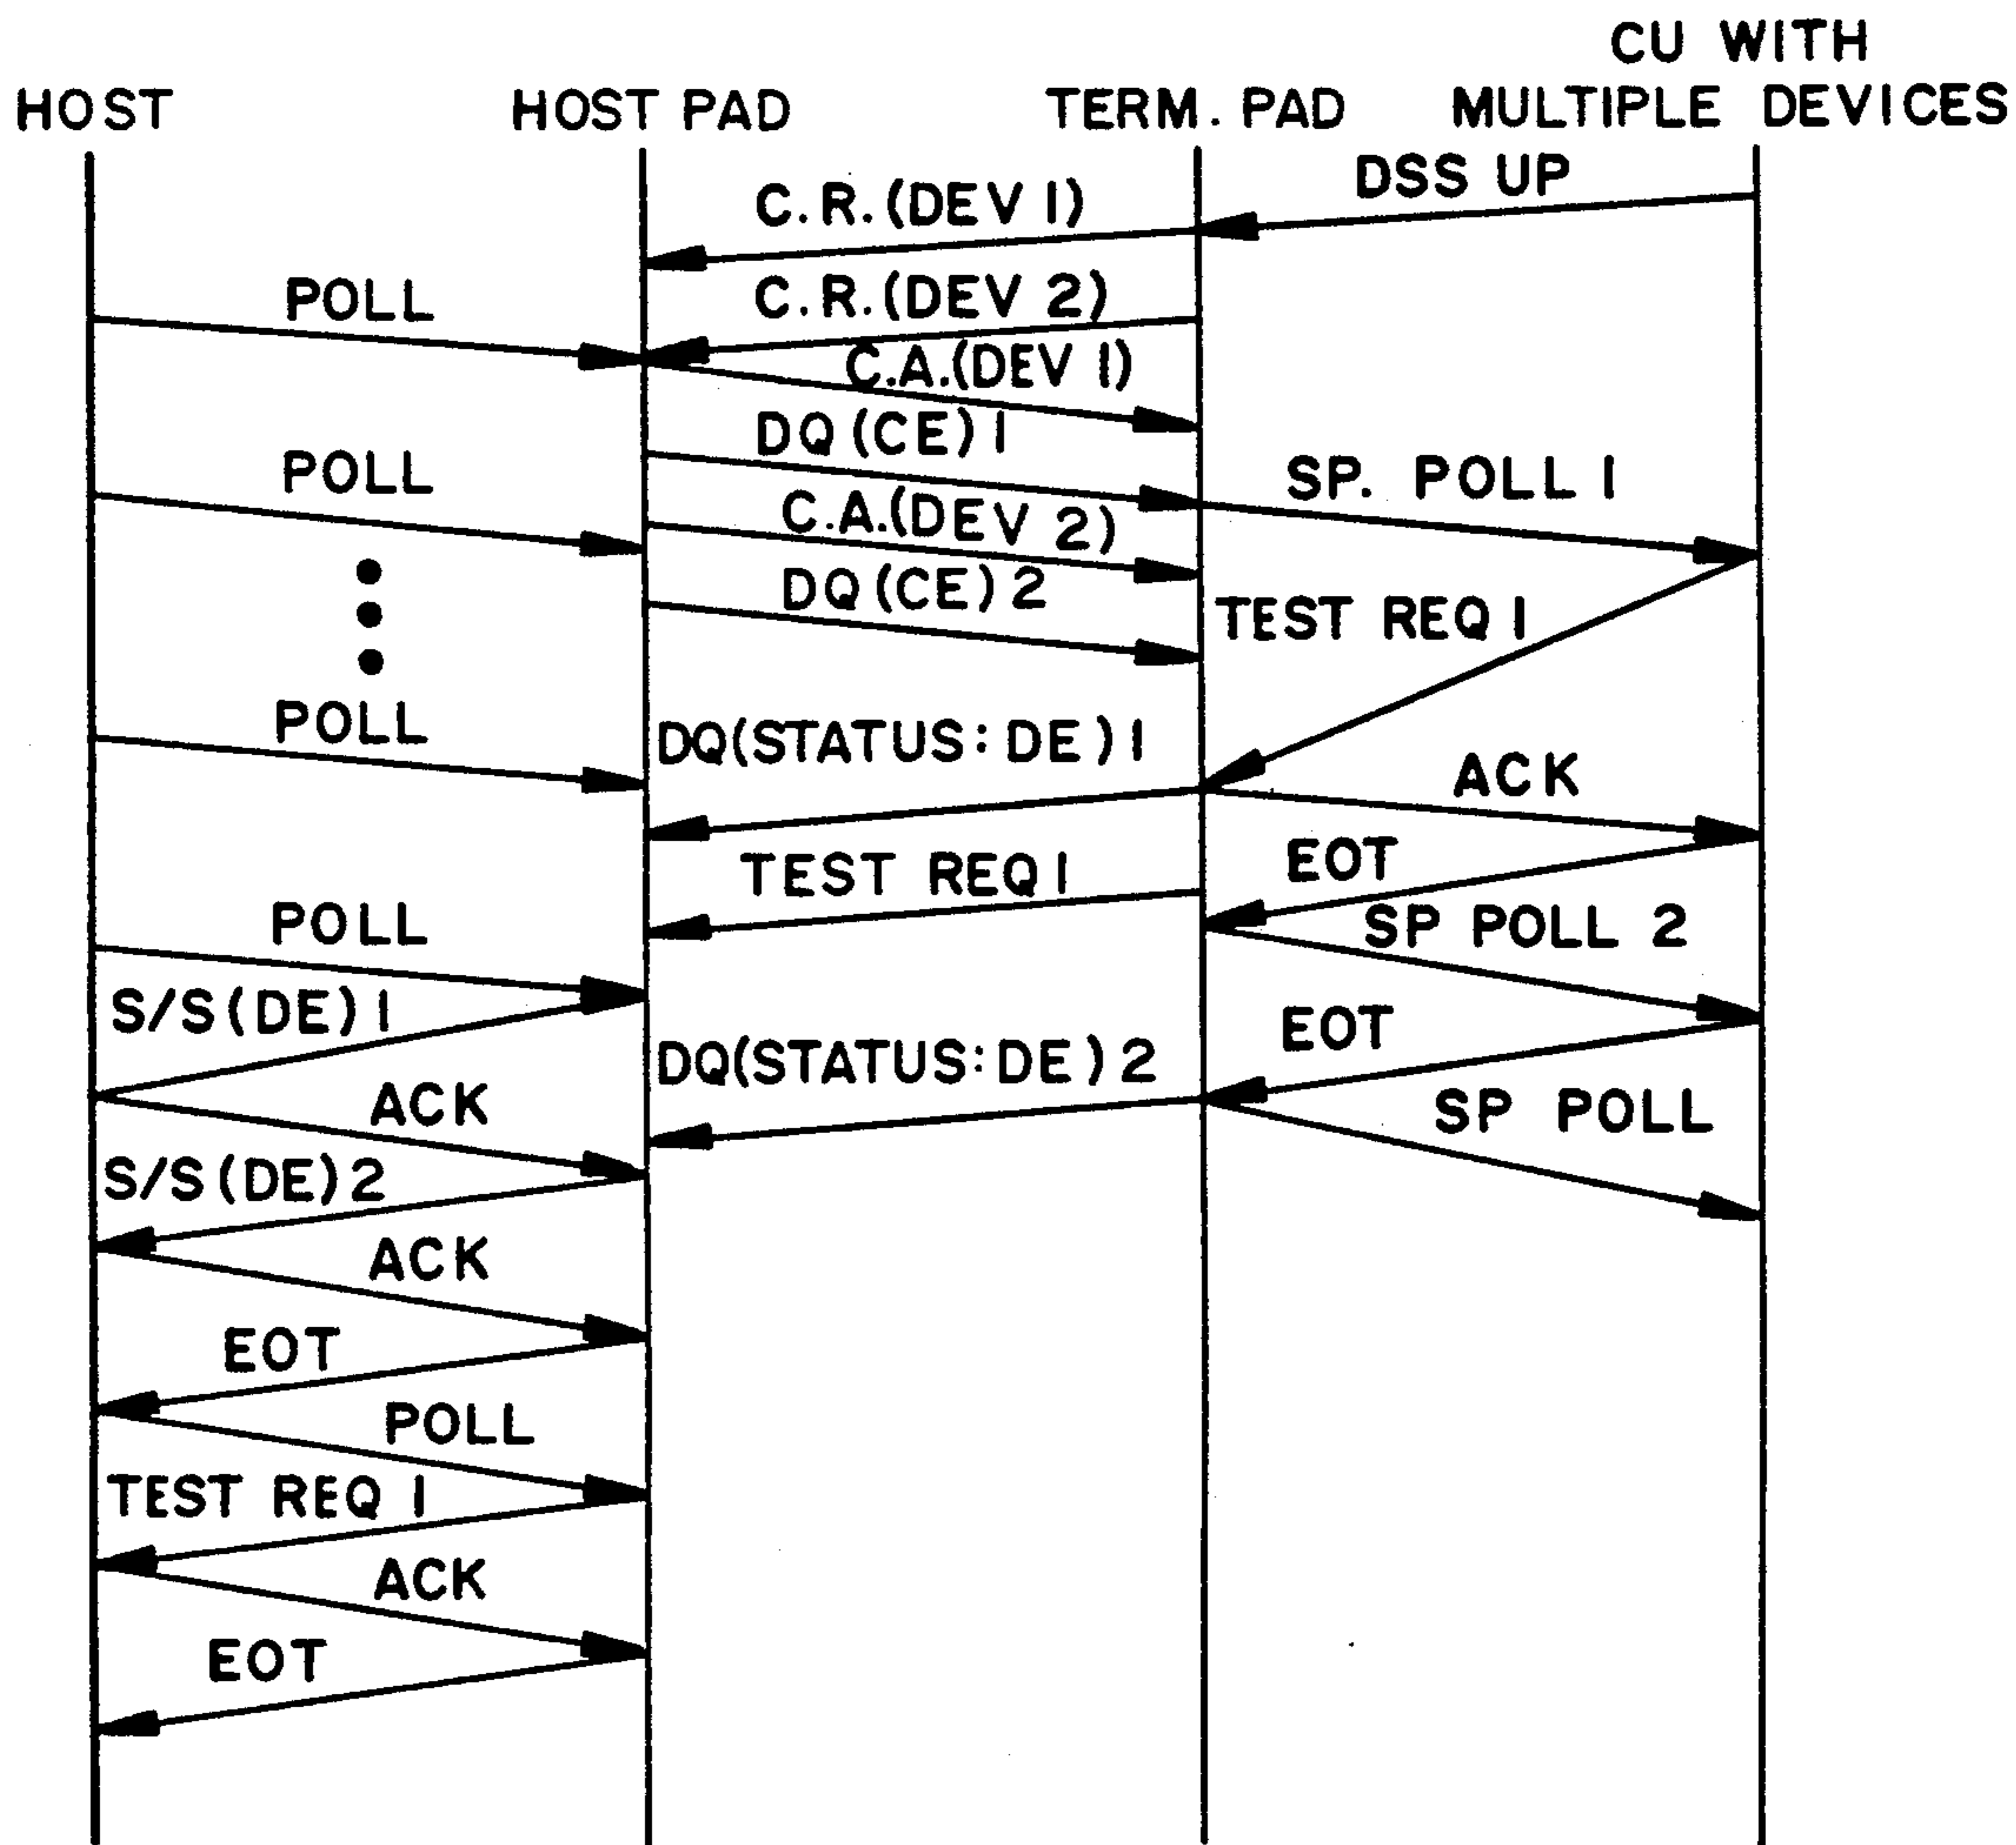 CU WITH
HOST HOST PAD TERM. PAD MULTIPLE DEVICES
DSS UP
C.R.(DEV 1)
POLL
C.R.(DEV 2)
C.A.(DEV 1)
DQ(CE)1
POLL
SP. POLL 1
C.A.(DEV 2)
DQ(CE)2
TEST REQ 1
POLL
DQ(STATUS:DE)1
ACK
EOT
TEST REQ 1
POLL
SP POLL 2
S/S(DE)1
EOT
DQ(STATUS:DE)2
ACK
SP POLL
S/S(DE)2
ACK
EOT
POLL
TEST REQ 1
ACK
EOT